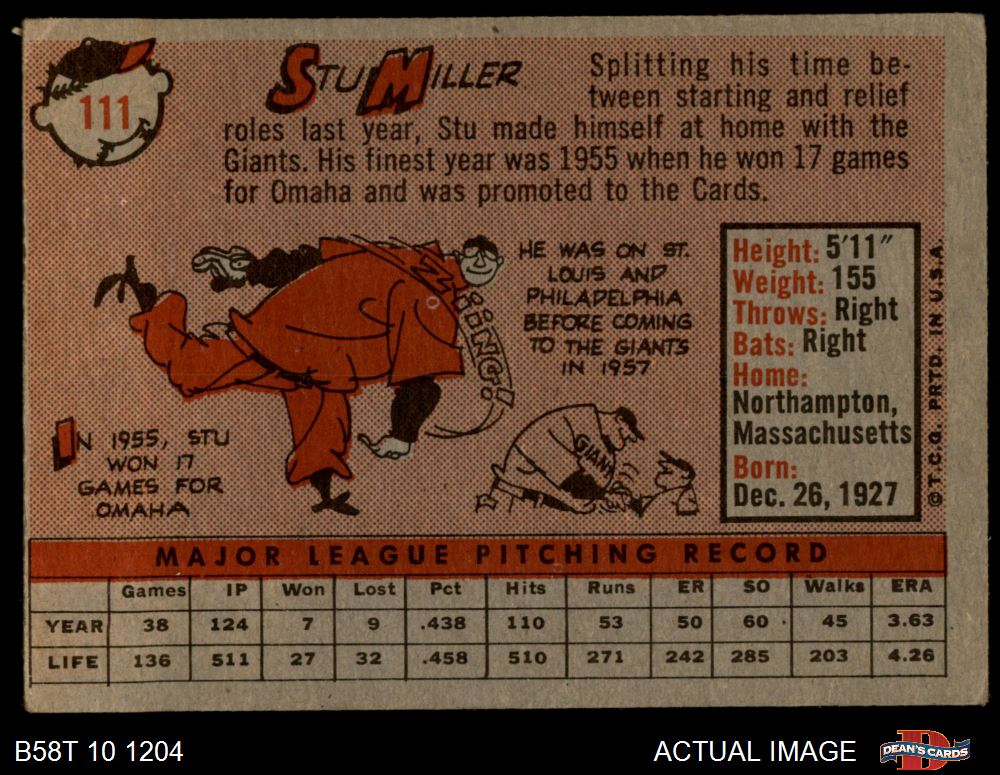 111
STU MILLER
Splitting his time be-
tween starting and relief
roles last year, Stu made himself at home with the
Giants. His finest year was 1955 when he won 17 games
for Omaha and was promoted to the Cards.
HE WAS ON ST.
LOUIS AND
PHILADELPHIA
BEFORE COMING
TO THE GIANTS
IN 1957
GIANTS
IN 1955, STU
WON 17
GAMES FOR
OMAHA
Height: 5'11"
Weight: 155
Throws: Right
Bats: Right
Home:
Northampton,
Massachusetts
Born:
Dec. 26, 1927
© T.C.G. PRTD. IN U.S.A.
MAJOR LEAGUE PITCHING RECORD
Games IP Won Lost Pct Hits Runs ER SO Walks ERA
YEAR 38 124 7 9 .438 110 53 50 60 45 3.63
LIFE 136 511 27 32 .458 510 271 242 285 203 4.26
B58T 10 1204
ACTUAL IMAGE
DEAN'S CARDS